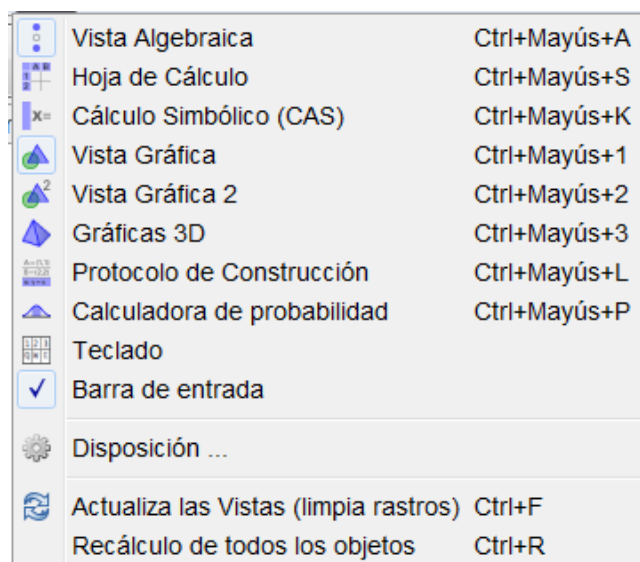 Vista Algebraica Ctrl+Mayús+A
Hoja de Cálculo Ctrl+Mayús+S
Cálculo Simbólico (CAS) Ctrl+Mayús+K
Vista Gráfica Ctrl+Mayús+1
Vista Gráfica 2 Ctrl+Mayús+2
Gráficas 3D Ctrl+Mayús+3
Protocolo de Construcción Ctrl+Mayús+L
Calculadora de probabilidad Ctrl+Mayús+P
Teclado
Barra de entrada
Disposición ...
Actualiza las Vistas (limpia rastros) Ctrl+F
Recálculo de todos los objetos Ctrl+R